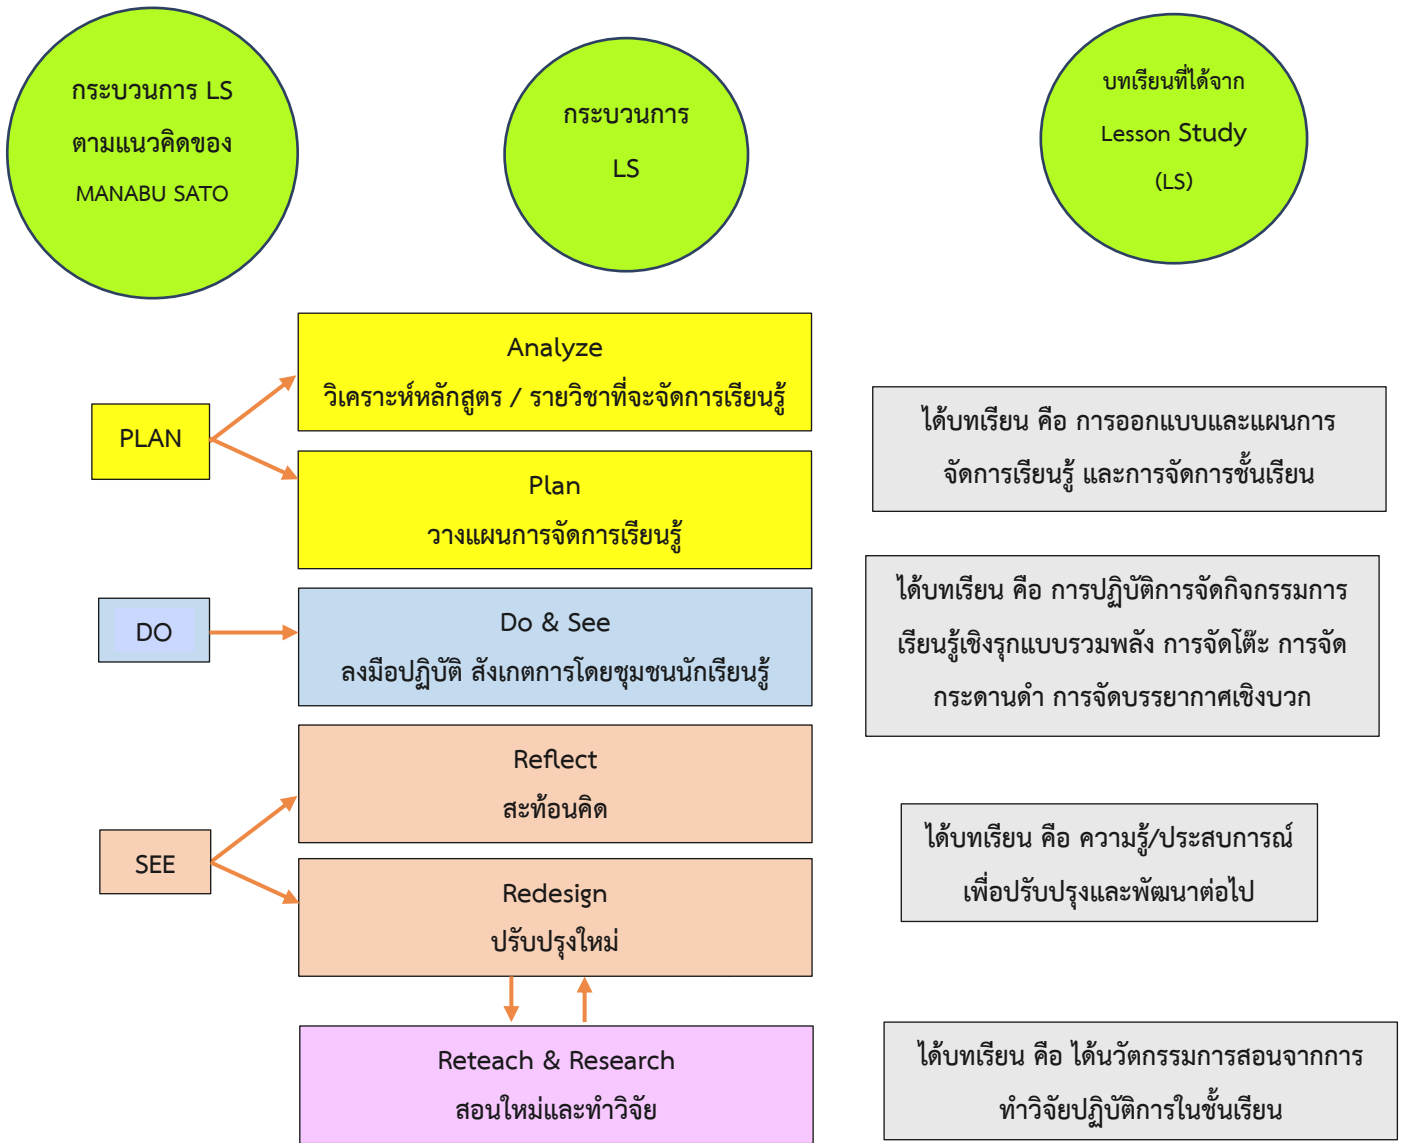 กระบวนการ LS
ตามแนวคิดของ
MANABU SATO
กระบวนการ
LS
บทเรียนที่ได้จาก
Lesson Study
(LS)
PLAN
Analyze
วิเคราะห์หลักสูตร / รายวิชาที่จะจัดการเรียนรู้
Plan
วางแผนการจัดการเรียนรู้
ได้บทเรียน คือ การออกแบบและแผนการ
จัดการเรียนรู้ และการจัดการชั้นเรียน
DO
Do & See
ลงมือปฏิบัติ สังเกตการโดยชุมชนนักเรียนรู้
ได้บทเรียน คือ การปฏิบัติการจัดกิจกรรมการ
เรียนรู้เชิงรุกแบบรวมพลัง การจัดโต๊ะ การจัด
กระดานดำ การจัดบรรยากาศเชิงบวก
SEE
Reflect
สะท้อนคิด
Redesign
ปรับปรุงใหม่
ได้บทเรียน คือ ความรู้/ประสบการณ์
เพื่อปรับปรุงและพัฒนาต่อไป
Reteach & Research
สอนใหม่และทำวิจัย
ได้บทเรียน คือ ได้นวัตกรรมการสอนจากการ
ทำวิจัยปฏิบัติการในชั้นเรียน